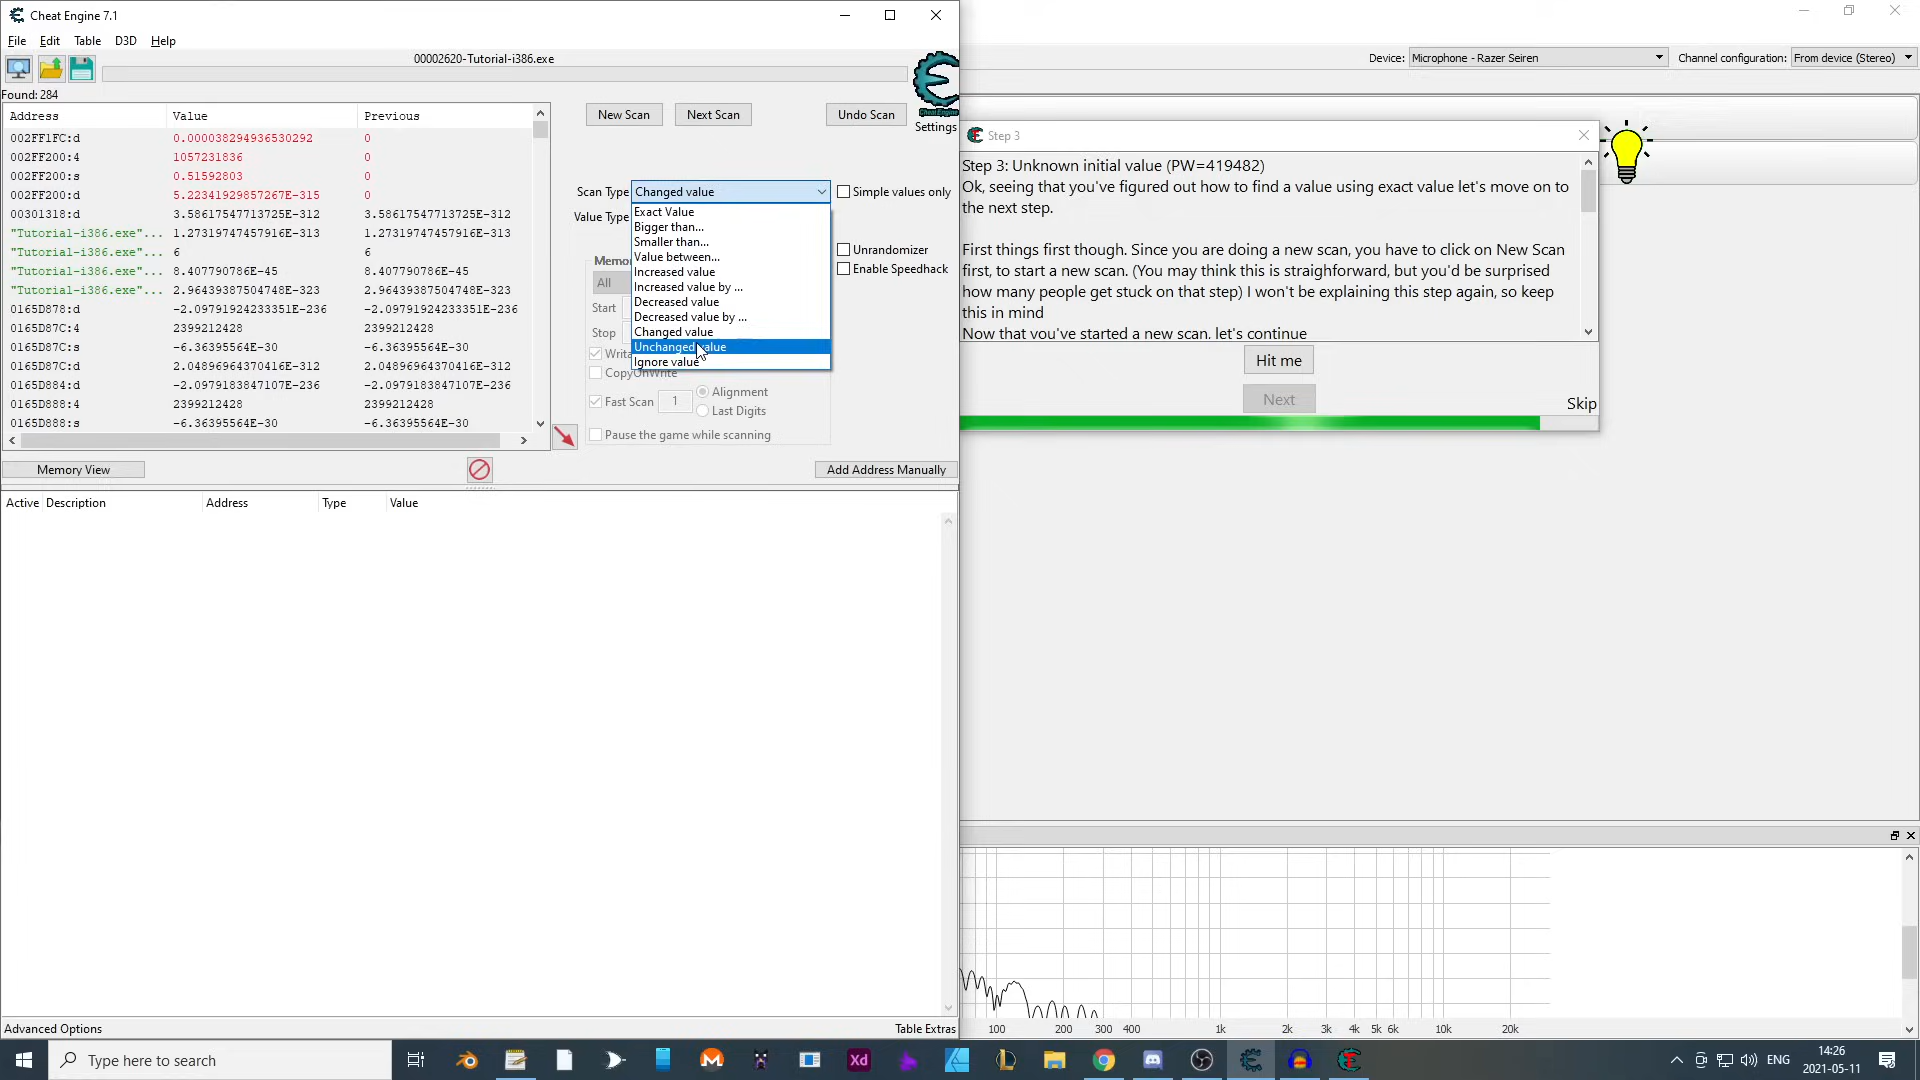 Cheat Engine 7.1
File Edit Table D3D Help
00002620-Tutorial-i386.exe
Found: 284
Address Value Previous
002FF1FC:d 0.000038294936530292 0
002FF200:4 1057231836 0
002FF200:s 0.51592803 0
002FF200:d 5.22341929857267E-315 0
00301318:d 3.58617547713725E-312 3.58617547713725E-312
"Tutorial-i386.exe"... 1.27319747457916E-313 1.27319747457916E-313
"Tutorial-i386.exe"... 6 6
"Tutorial-i386.exe"... 8.407790786E-45 8.407790786E-45
"Tutorial-i386.exe"... 2.96439387504748E-323 2.96439387504748E-323
0165D878:d -2.09791924233351E-236 -2.09791924233351E-236
0165D87C:4 2399212428 2399212428
0165D87C:s -6.36395564E-30 -6.36395564E-30
0165D87C:d 2.04896964370416E-312 2.04896964370416E-312
0165D884:d -2.0979183847107E-236 -2.0979183847107E-236
0165D888:4 2399212428 2399212428
0165D888:s -6.36395564E-30 -6.36395564E-30
New Scan Next Scan Undo Scan
Cheat Engine
Settings
Scan Type Changed value Simple values only
Value Type
Exact Value
Bigger than...
Smaller than...
Value between...
Increased value
Increased value by ...
Decreased value
Decreased value by ...
Changed value
Unchanged value
Ignore value
Unrandomizer
Enable Speedhack
All
Start
Stop
CopyOnWrite
Fast Scan 1 Alignment
Last Digits
Pause the game while scanning
Memory View Add Address Manually
Active Description Address Type Value
Advanced Options Table Extras
Device: Microphone - Razer Seiren Channel configuration: From device (Stereo)
Step 3
Step 3: Unknown initial value (PW=419482)
Ok, seeing that you've figured out how to find a value using exact value let's move on to
the next step.
First things first though. Since you are doing a new scan, you have to click on New Scan
first, to start a new scan. (You may think this is straighforward, but you'd be surprised
how many people get stuck on that step) I won't be explaining this step again, so keep
this in mind
Now that you've started a new scan, let's continue
Hit me
Next
Skip
100 200 300 400 1k 2k 3k 4k 5k 6k 10k 20k
Type here to search
Xd
ENG
14:26
2021-05-11